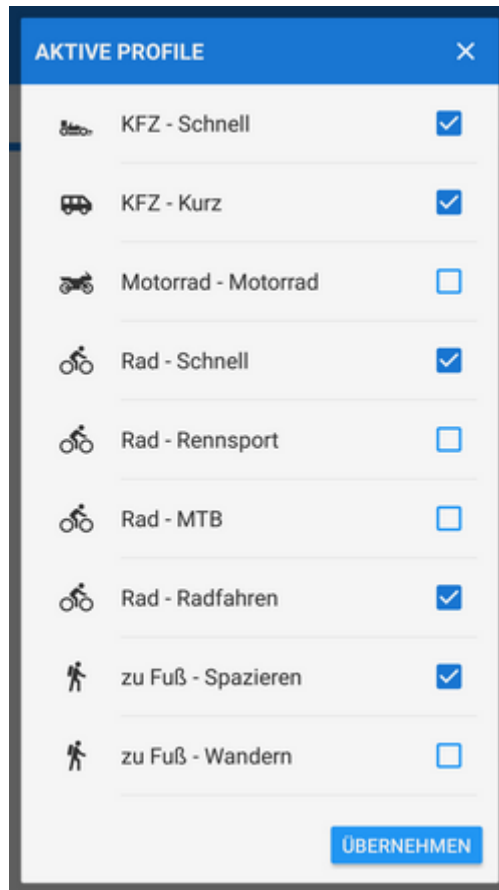 AKTIVE PROFILE
KFZ - Schnell
KFZ - Kurz
Motorrad - Motorrad
Rad - Schnell
Rad - Rennsport
Rad - MTB
Rad - Radfahren
zu Fuß - Spazieren
zu Fuß - Wandern
ÜBERNEHMEN